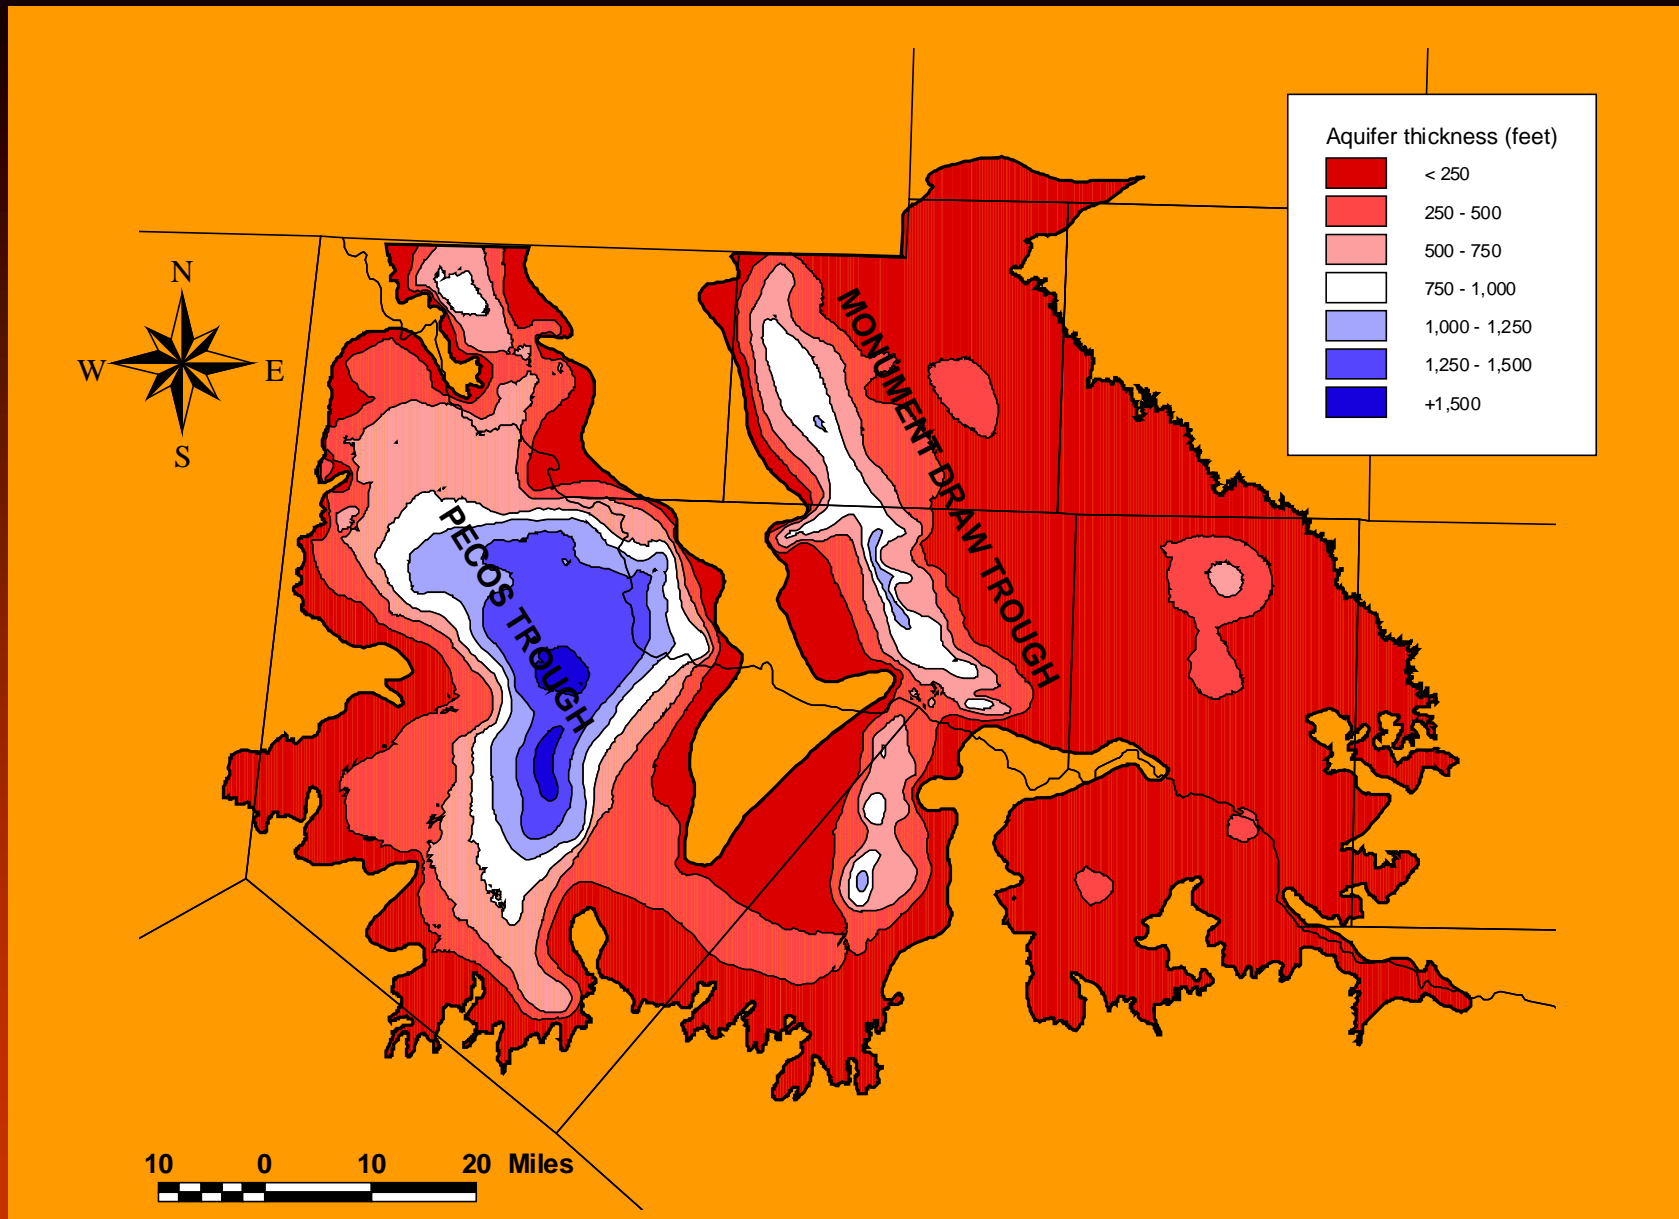 Aquifer thickness (feet)
< 250
250 - 500
500 - 750
750 - 1,000
1,000 - 1,250
1,250 - 1,500
+1,500
N
W E
S
MONUMENT DRAW TROUGH
PECOS TROUGH
10 0 10 20 Miles